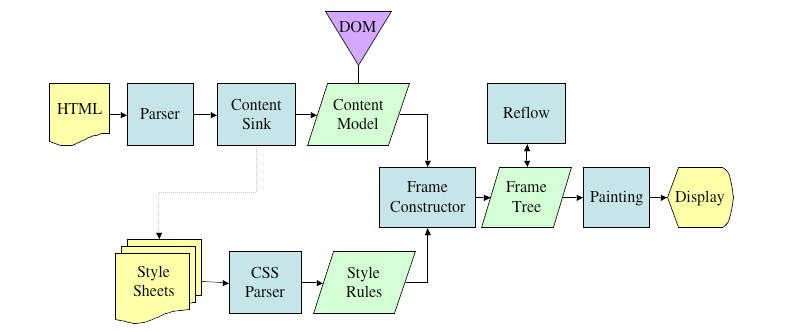 DOM
HTML
Parser
Content
Sink
Content
Model
Reflow
Frame
Constructor
Frame
Tree
Painting
Display
Style
Sheets
CSS
Parser
Style
Rules